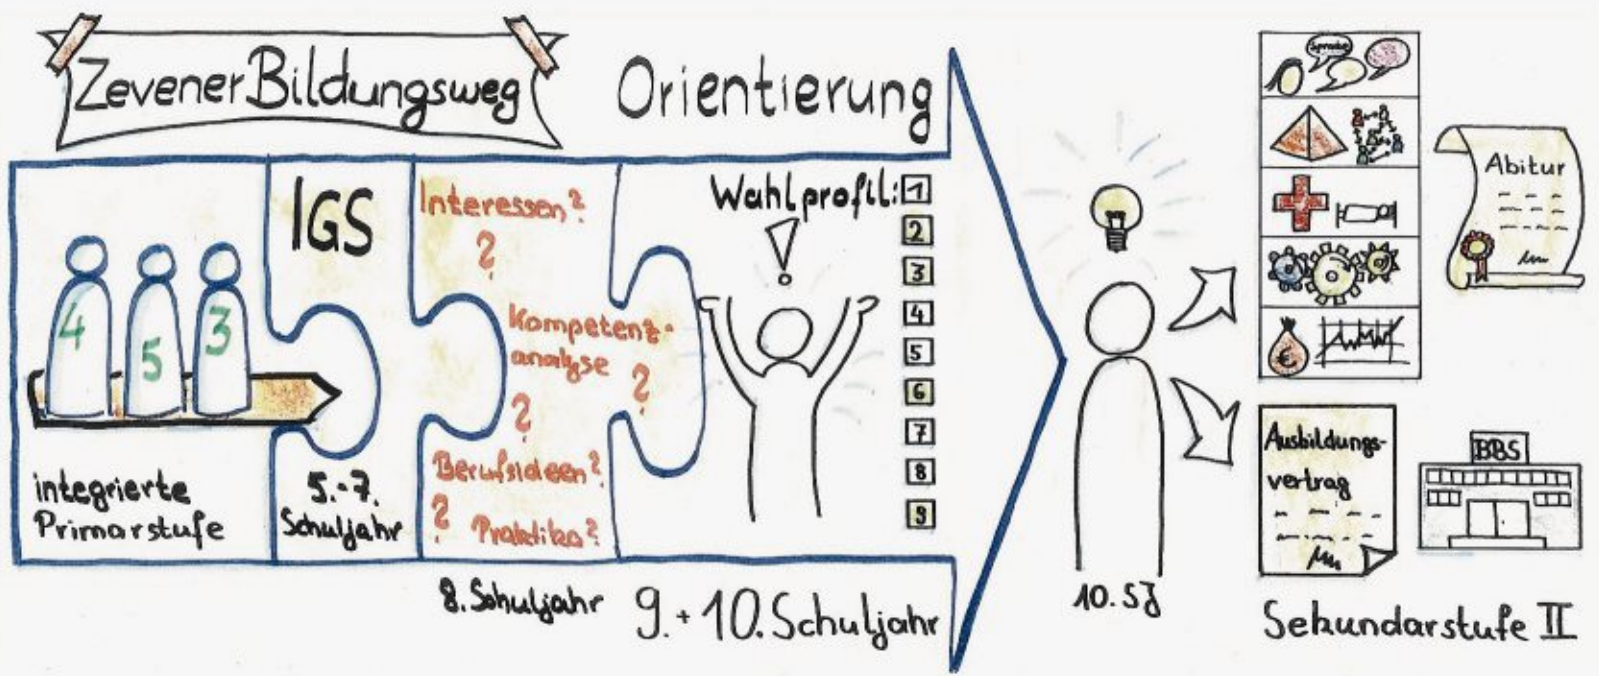 Zevener Bildungsweg
Orientierung
4
5
3
integrierte
Primarstufe
IGS
5.-7.
Schuljahr
Interessen?
?
Kompetenz-
analyse
?
?
Berufsideen?
?
Praktika?
8. Schuljahr
Wahlprofil:
!
1
2
3
4
5
6
7
8
9
9. + 10. Schuljahr
10. SJ
Sprache
Abitur
€
Ausbildungs-
vertrag
BBS
Sekundarstufe II